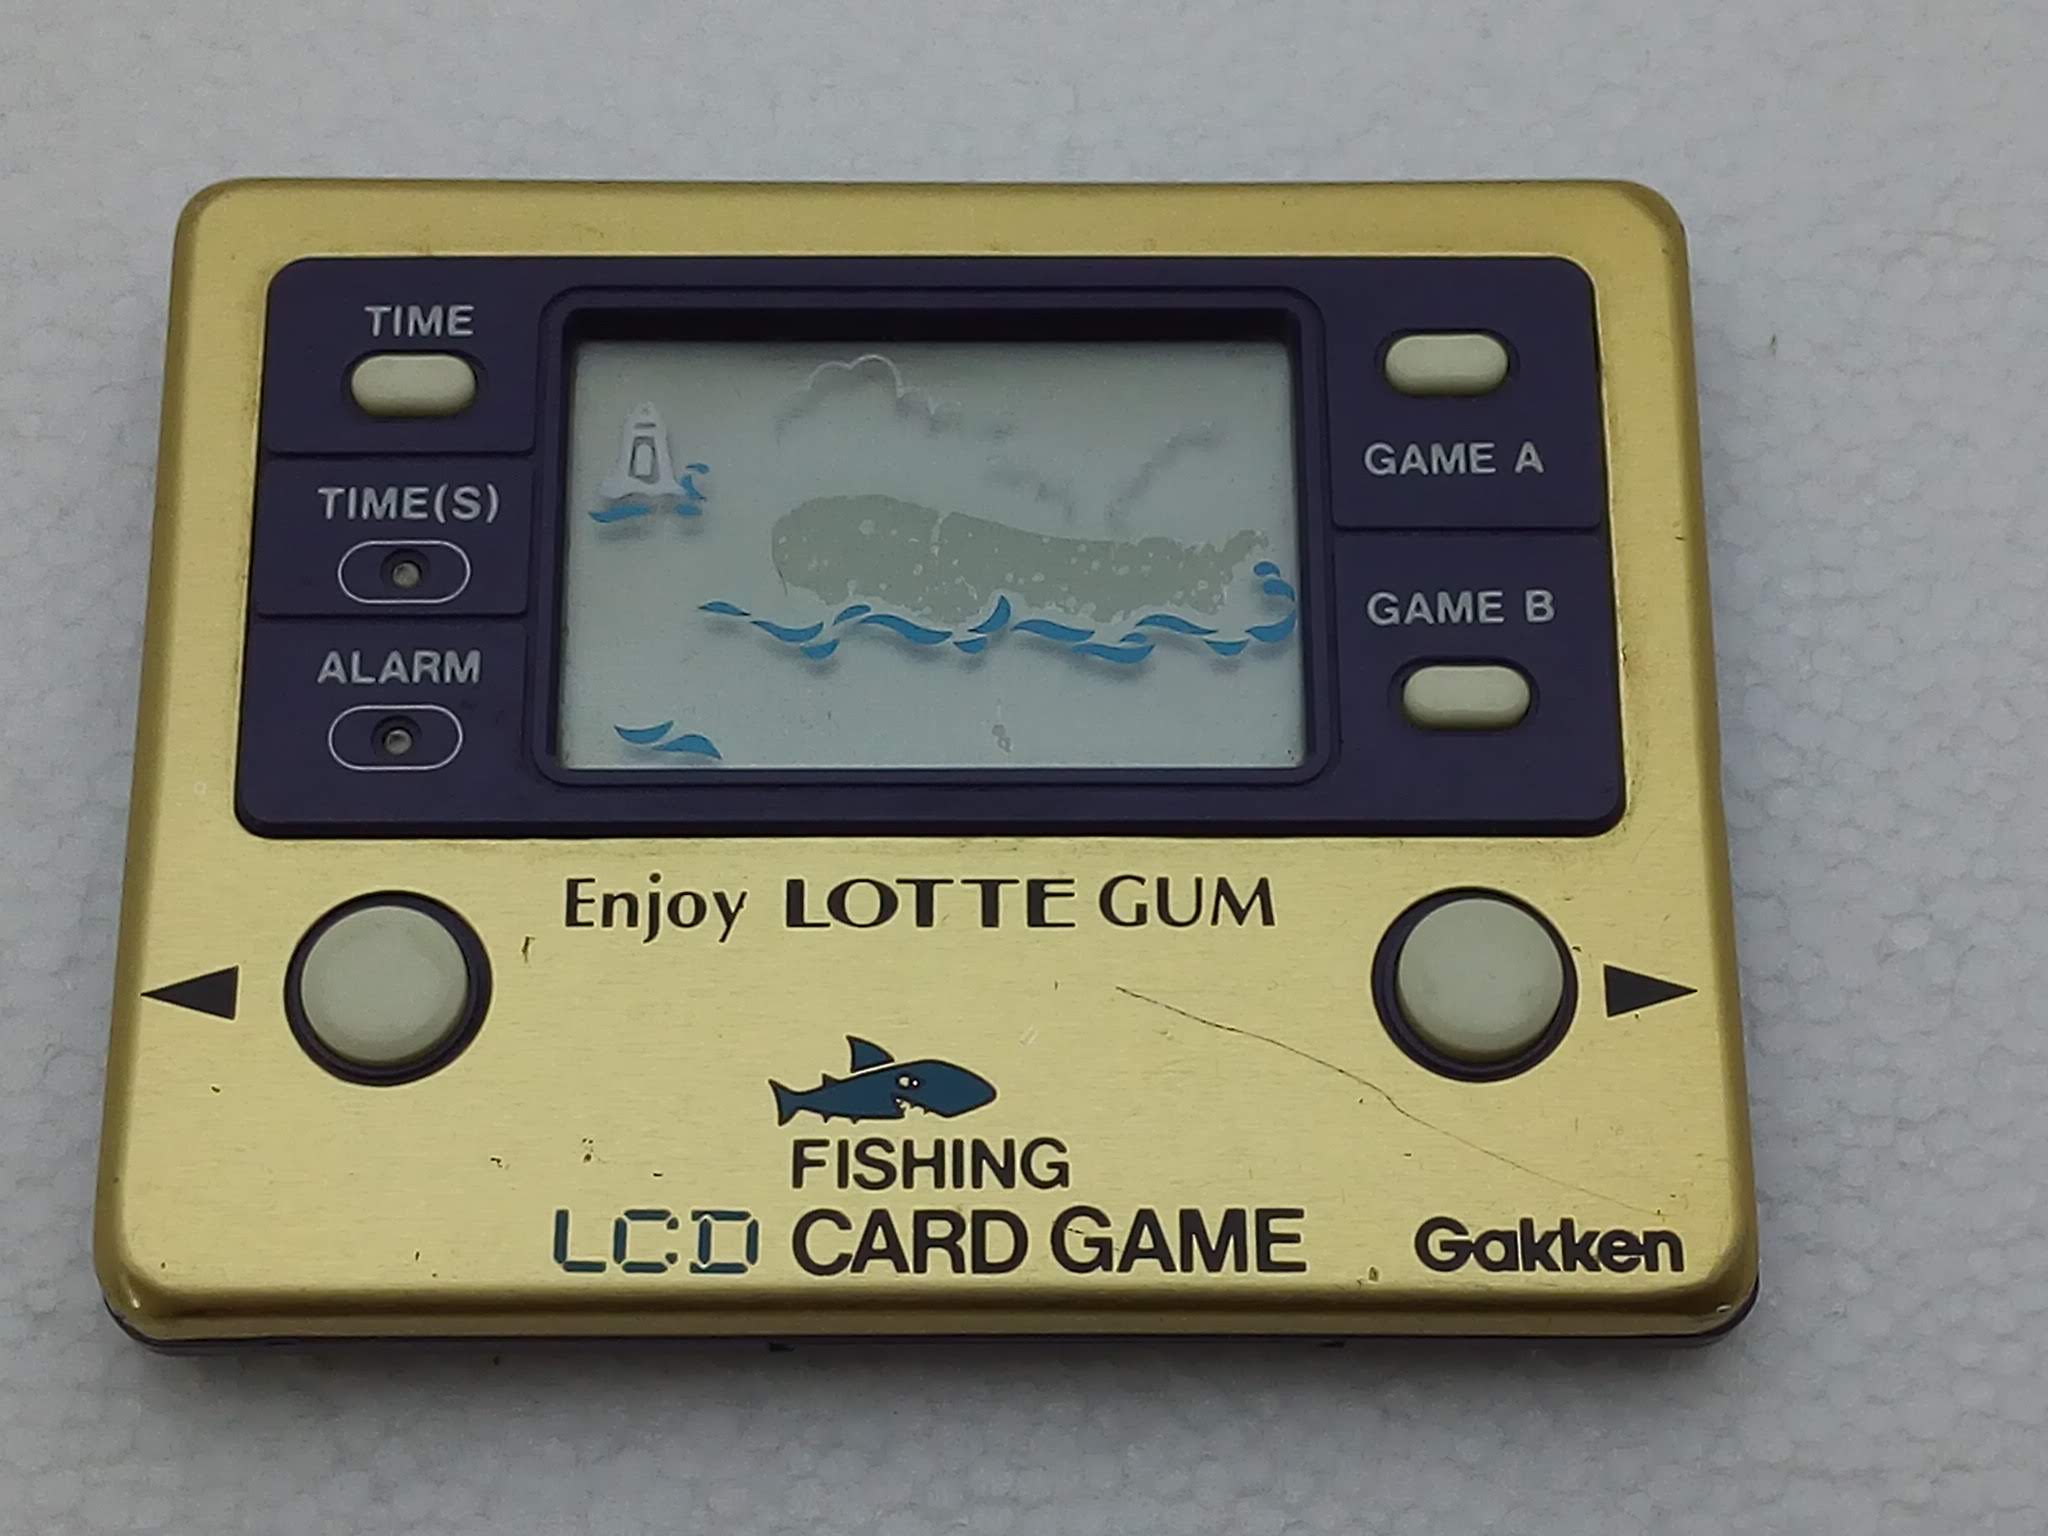 TIME
TIME(S)
ALARM
GAME A
GAME B
Enjoy LOTTE GUM
FISHING
LCD CARD GAME
Gakken